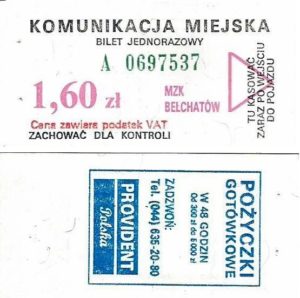 KOMUNIKACJA MIEJSKA
BILET JEDNORAZOWY
A 0697537
1,60 zł
MZK
BEŁCHATÓW
Cena zawiera podatek VAT
ZACHOWAĆ DLA KONTROLI
TU KASOWAĆ
ZARAZ PO WEJŚCIU
DO POJAZDU
POŻYCZKI
GOTÓWKOWE
W 48 GODZIN
Od 300 zł do 5000 zł
ZADZWOŃ:
Tel. (044) 635-20-80
PROVIDENT
Polska